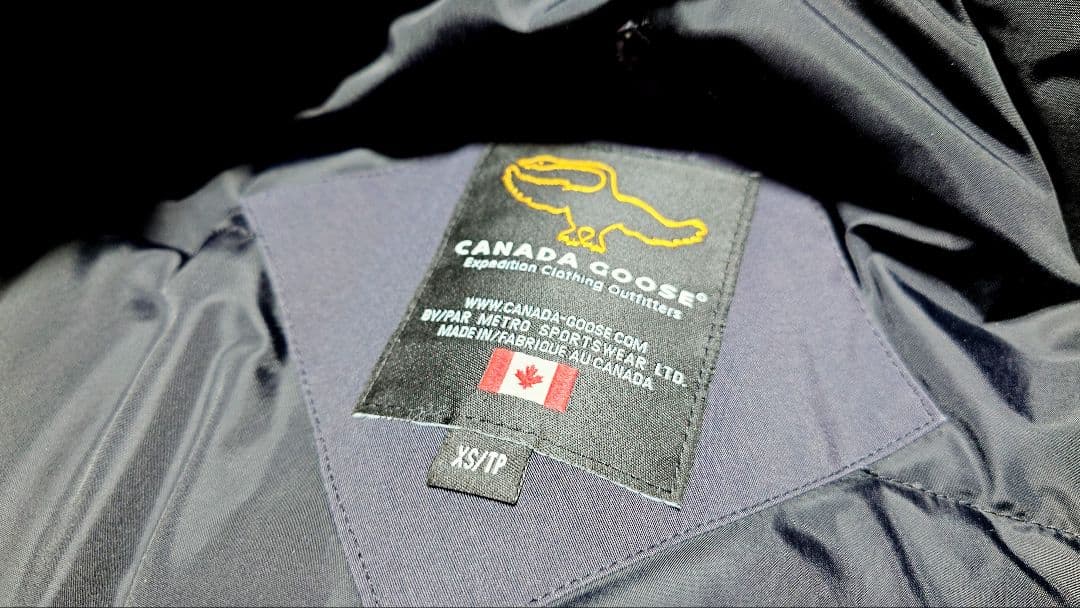 CANADA GOOSE®
Expedition Clothing Outfitters
WWW.CANADA-GOOSE.COM
BY/PAR METRO SPORTSWEAR LTD.
MADE IN/FABRIQUE AU CANADA
XS/TP